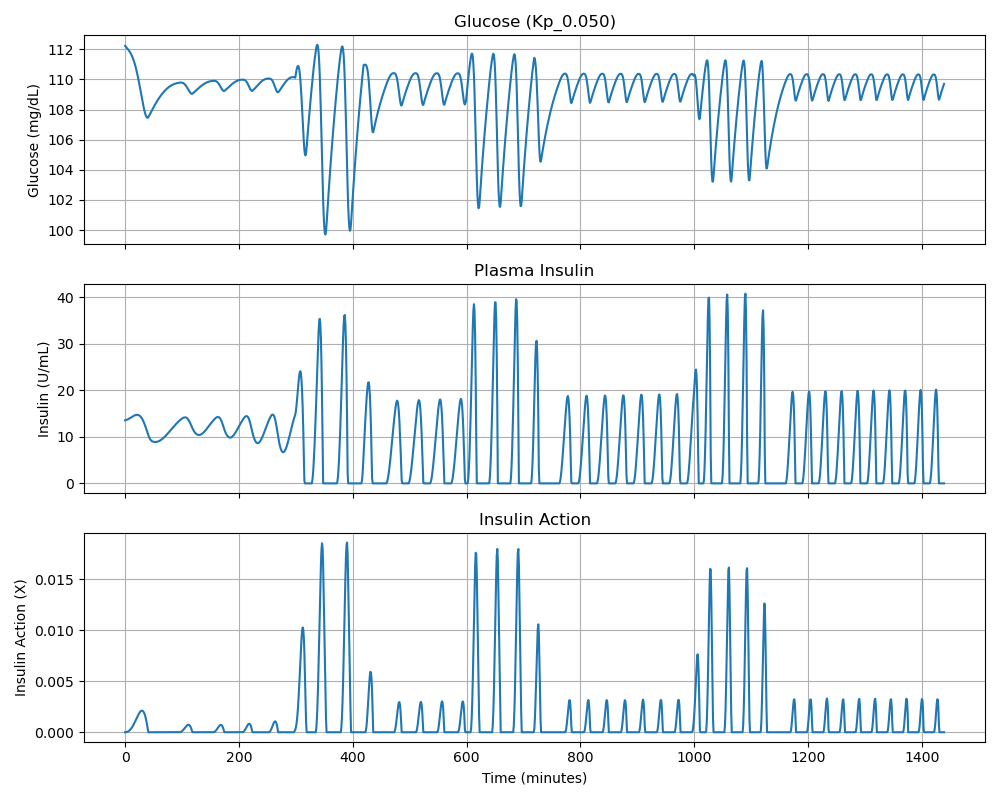 Glucose (Kp_0.050)
112
110
108
106
104
102
100
Glucose (mg/dL)
Plasma Insulin
40
30
20
10
0
Insulin (U/mL)
Insulin Action
0.015
0.010
0.005
0.000
Insulin Action (X)
0 200 400 600 800 1000 1200 1400
Time (minutes)